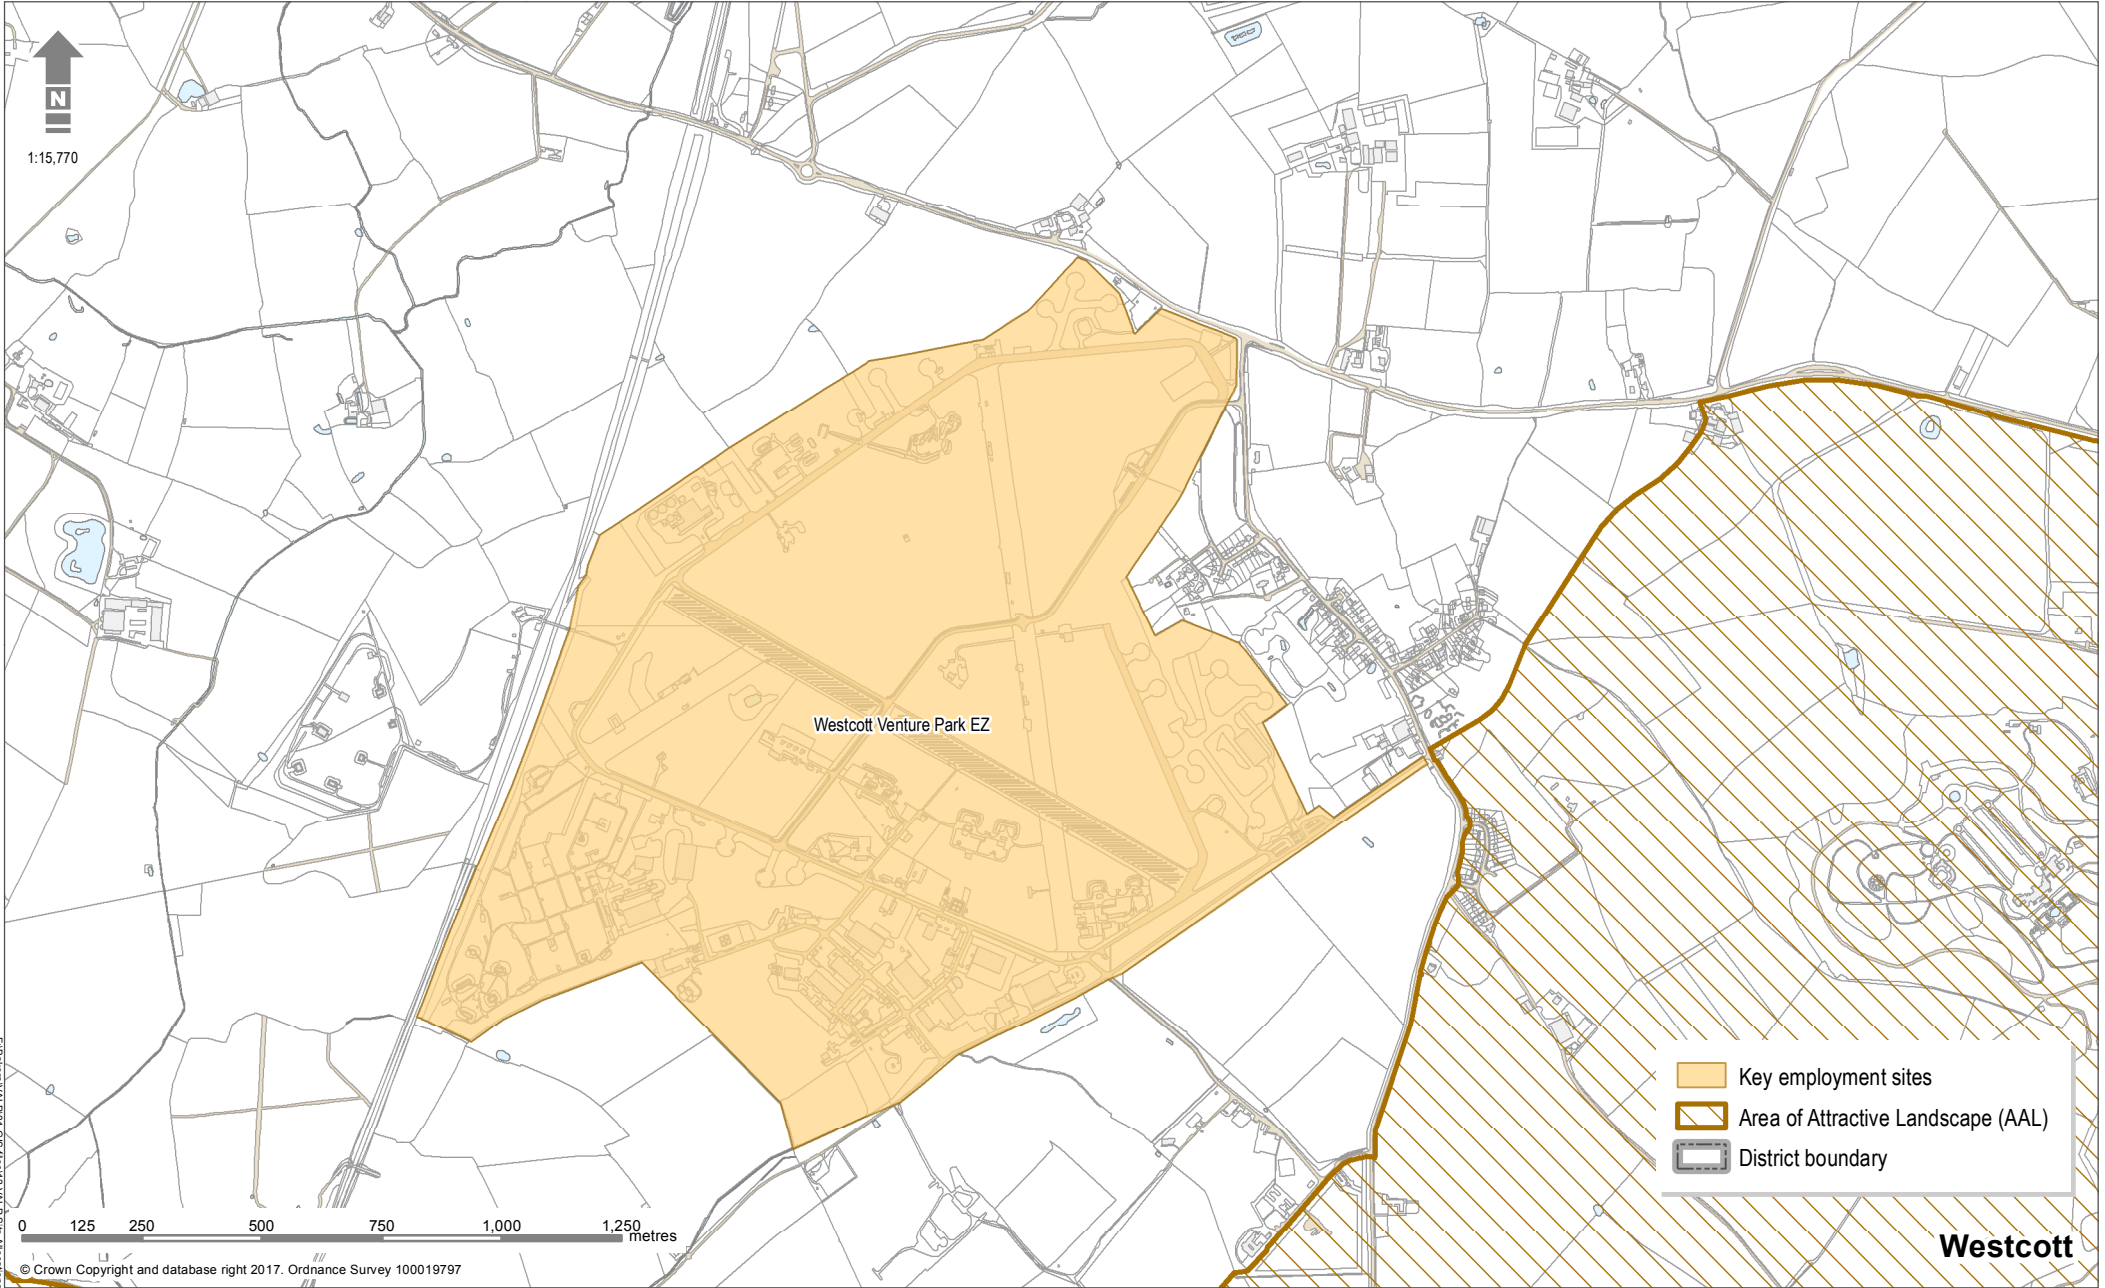 N
1:15,770
Westcott Venture Park EZ
Key employment sites
Area of Attractive Landscape (AAL)
District boundary
0 125 250 500 750 1,000 1,250
metres
© Crown Copyright and database right 2017. Ordnance Survey 100019797
Westcott